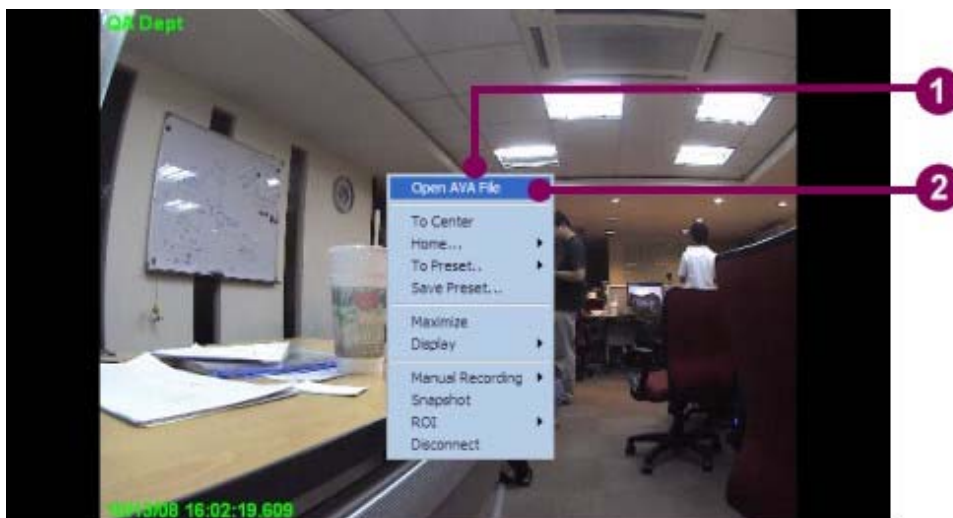 QA Dept
1
Open AVA File
2
To Center
Home...
To Preset..
Save Preset...
Maximize
Display
Manual Recording
Snapshot
ROI
Disconnect
16:02:19.609